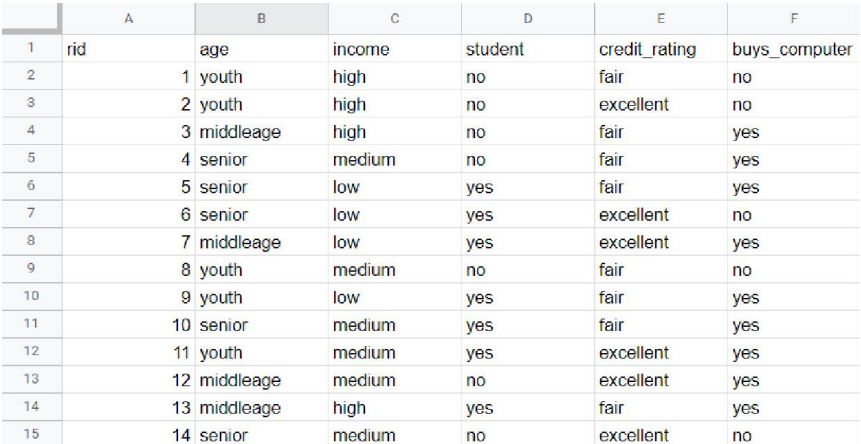 A B C D E F
1 rid age income student credit_rating buys_computer
2 1 youth high no fair no
3 2 youth high no excellent no
4 3 middleage high no fair yes
5 4 senior medium no fair yes
6 5 senior low yes fair yes
7 6 senior low yes excellent no
8 7 middleage low yes excellent yes
9 8 youth medium no fair no
10 9 youth low yes fair yes
11 10 senior medium yes fair yes
12 11 youth medium yes excellent yes
13 12 middleage medium no excellent yes
14 13 middleage high yes fair yes
15 14 senior medium no excellent no